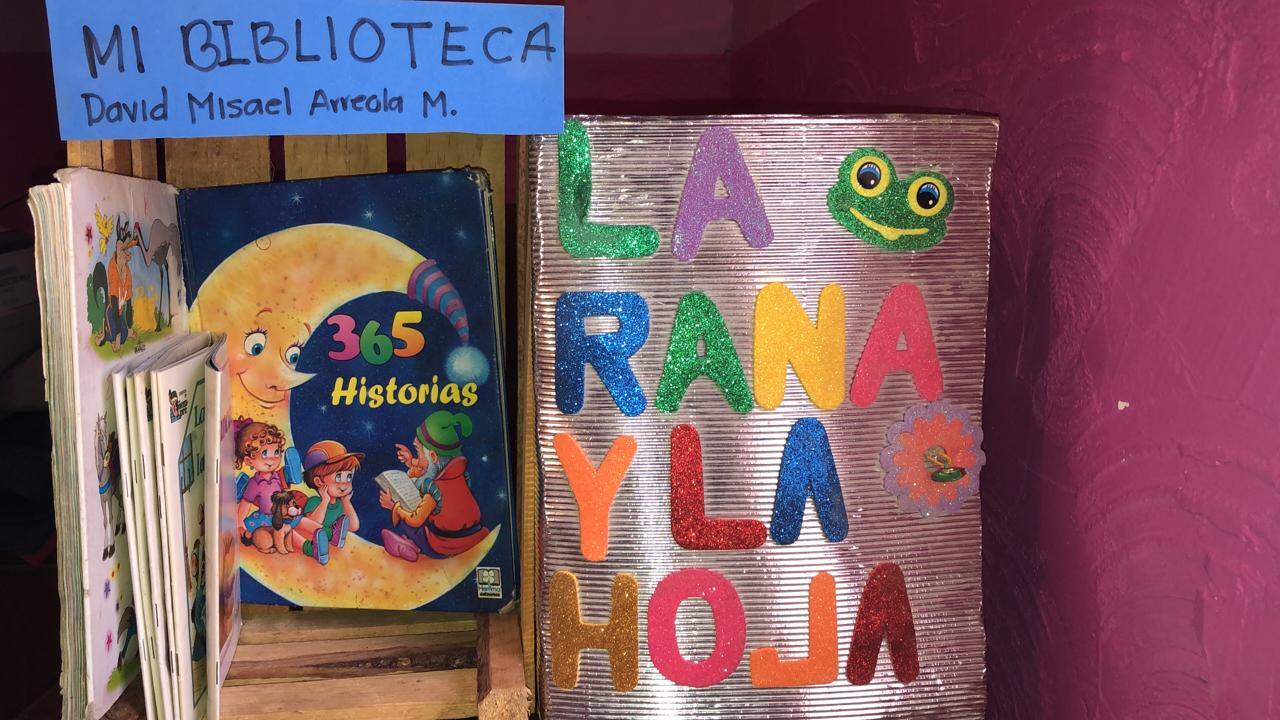 MI BIBLIOTECA
David Misael Arreola M.
365
Historias
LA
RANA
Y LA
HOJA